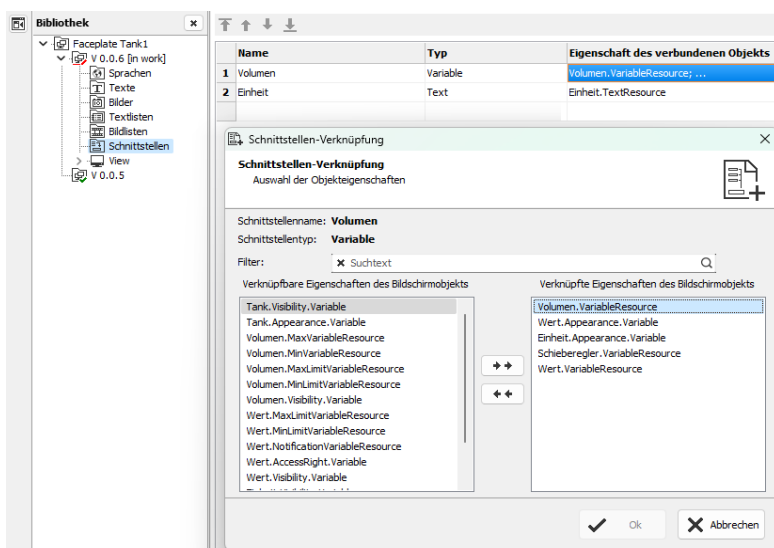 Bibliothek
Faceplate Tank1
V 0.0.6 [in work]
Sprachen
Texte
Bilder
Textlisten
Bildlisten
Schnittstellen
View
V 0.0.5
Name Typ Eigenschaft des verbundenen Objekts
1 Volumen Variable Volumen.VariableResource; ...
2 Einheit Text Einheit.TextResource
Schnittstellen-Verknüpfung
Schnittstellen-Verknüpfung
Auswahl der Objekteigenschaften
Schnittstellenname: Volumen
Schnittstellentyp: Variable
Filter: Suchtext
Verknüpfbare Eigenschaften des Bildschirmobjekts
Tank.Visibility.Variable
Tank.Appearance.Variable
Volumen.MaxVariableResource
Volumen.MinVariableResource
Volumen.MaxLimitVariableResource
Volumen.MinLimitVariableResource
Volumen.Visibility.Variable
Wert.MaxLimitVariableResource
Wert.MinLimitVariableResource
Wert.NotificationVariableResource
Wert.AccessRight.Variable
Wert.Visibility.Variable
Verknüpfte Eigenschaften des Bildschirmobjekts
Volumen.VariableResource
Wert.Appearance.Variable
Einheit.Appearance.Variable
Schieberegler.VariableResource
Wert.VariableResource
Ok Abbrechen